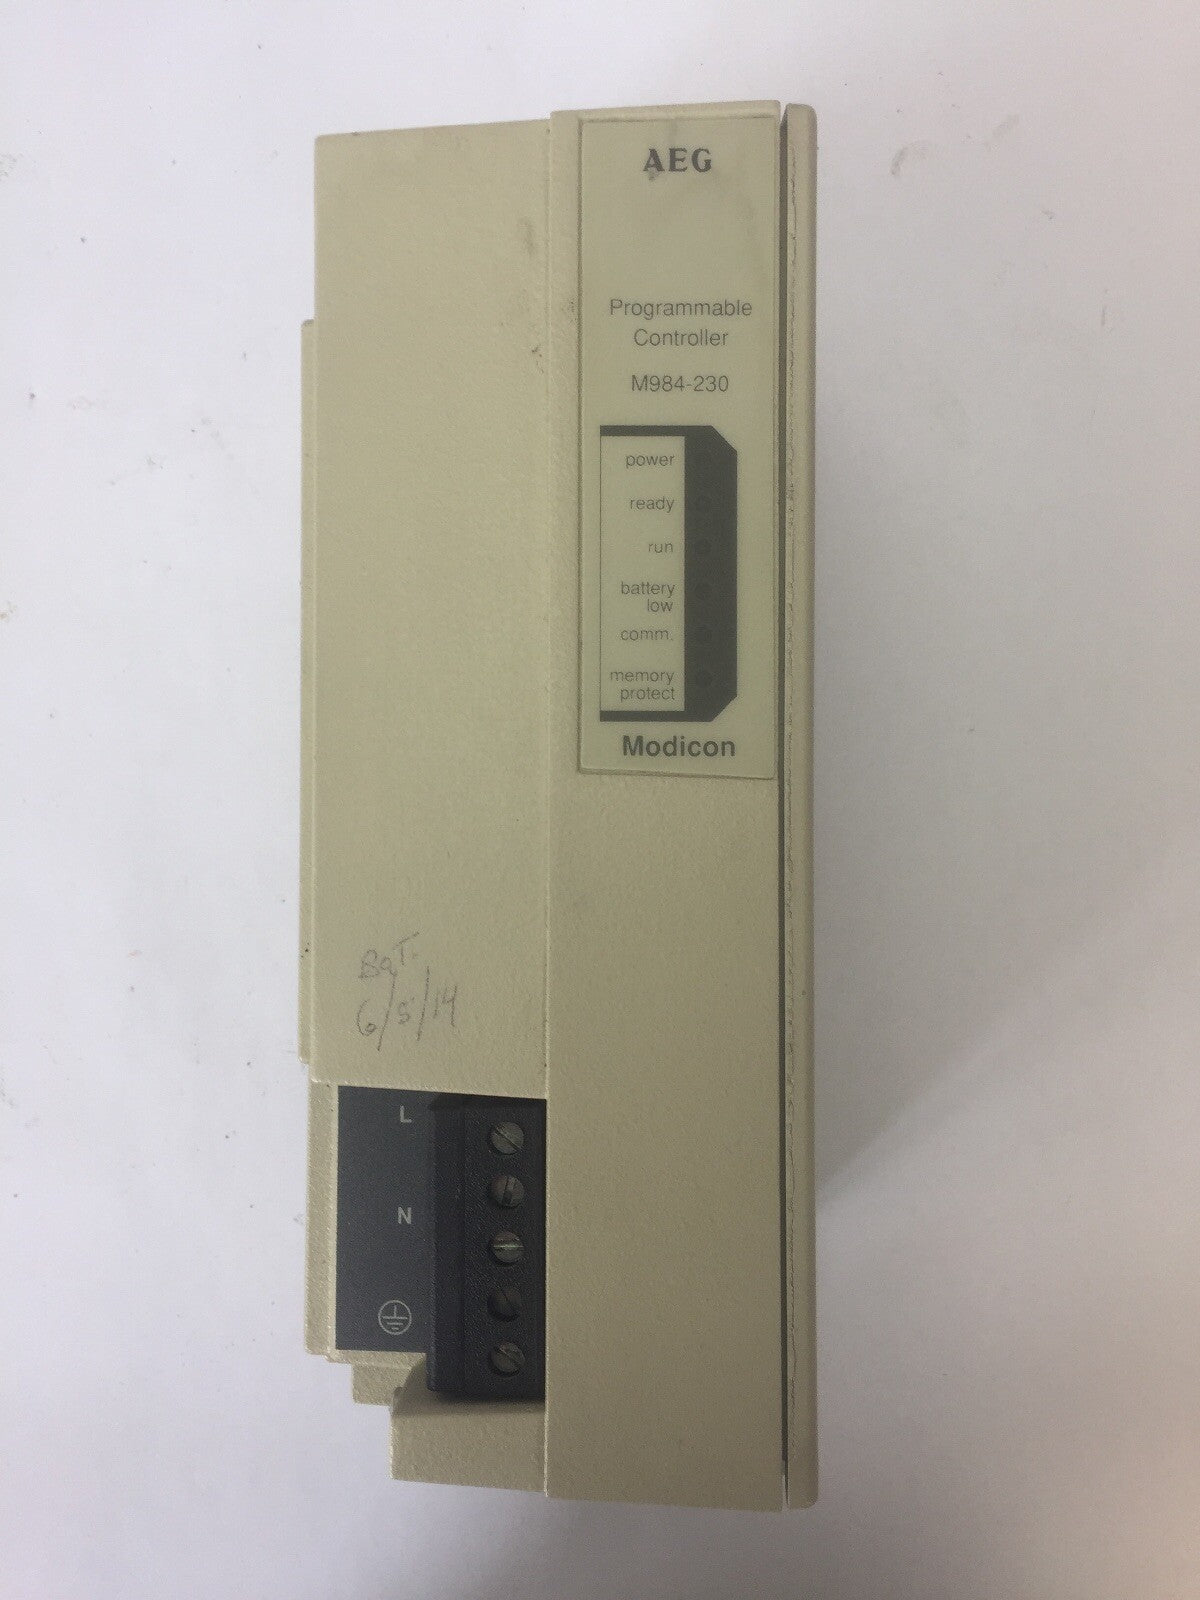 AEG
Programmable
Controller
M984-230
power
ready
run
battery
low
comm.
memory
protect
Modicon
BaT.
6/5/14
L
N